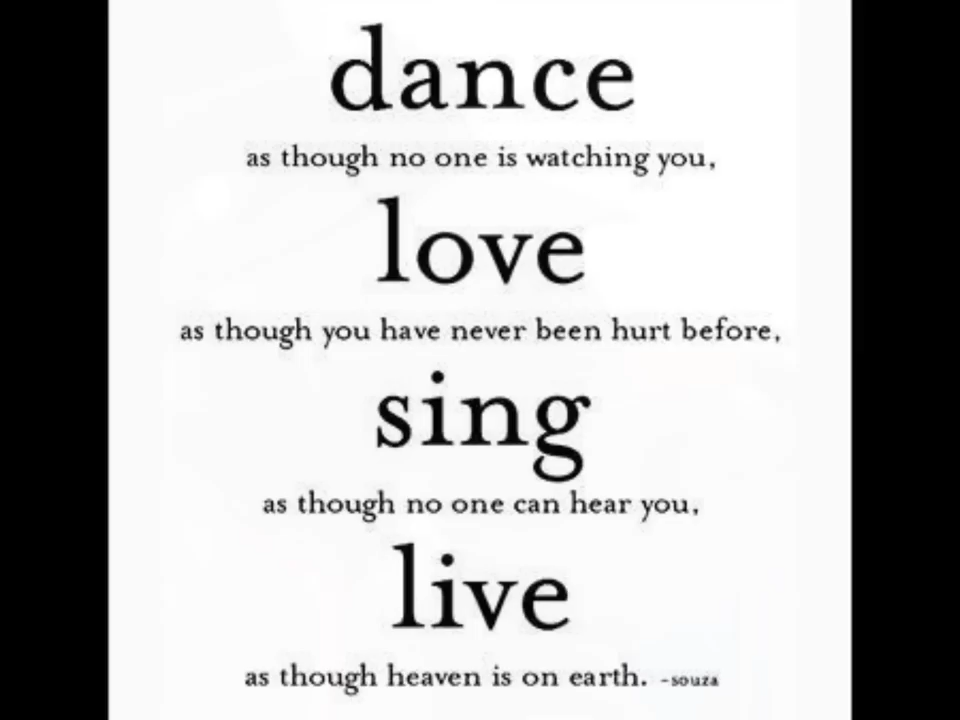 dance
as though no one is watching you,
love
as though you have never been hurt before,
sing
as though no one can hear you,
live
as though heaven is on earth. -souza